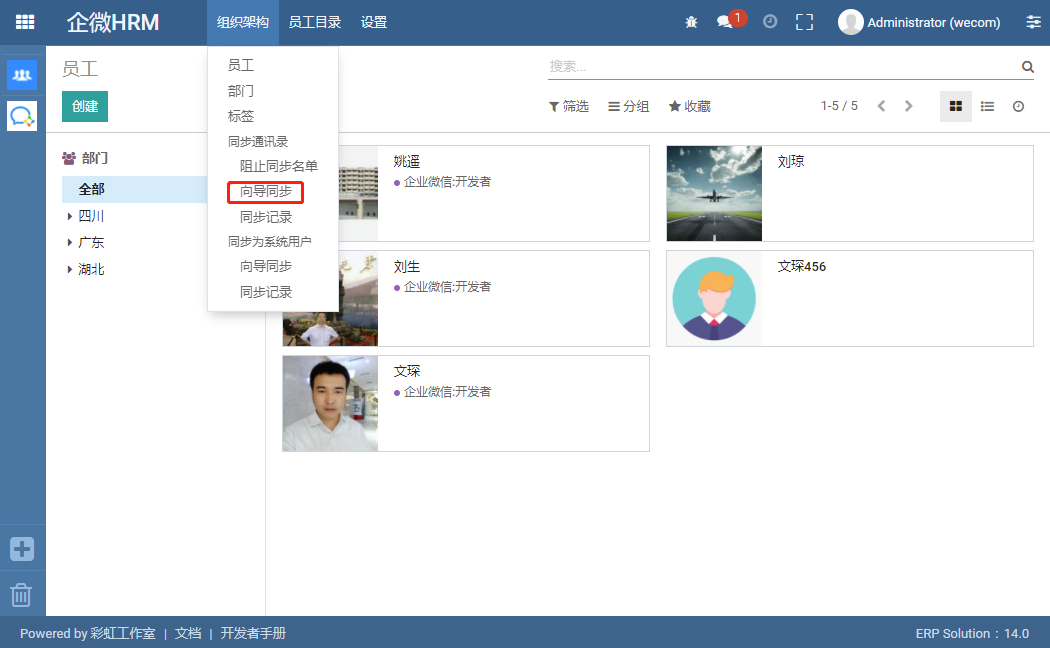 企微HRM 组织架构 员工目录 设置 1 Administrator (wecom)
员工
搜索...
创建
筛选 分组 收藏 1-5 / 5
员工
部门
标签
同步通讯录
阻止同步名单
向导同步
同步记录
同步为系统用户
向导同步
同步记录
部门
全部
四川
广东
湖北
姚遥
企业微信:开发者
刘琼
刘生
企业微信:开发者
文琛456
文琛
企业微信:开发者
Powered by 彩虹工作室 | 文档 | 开发者手册
ERP Solution：14.0